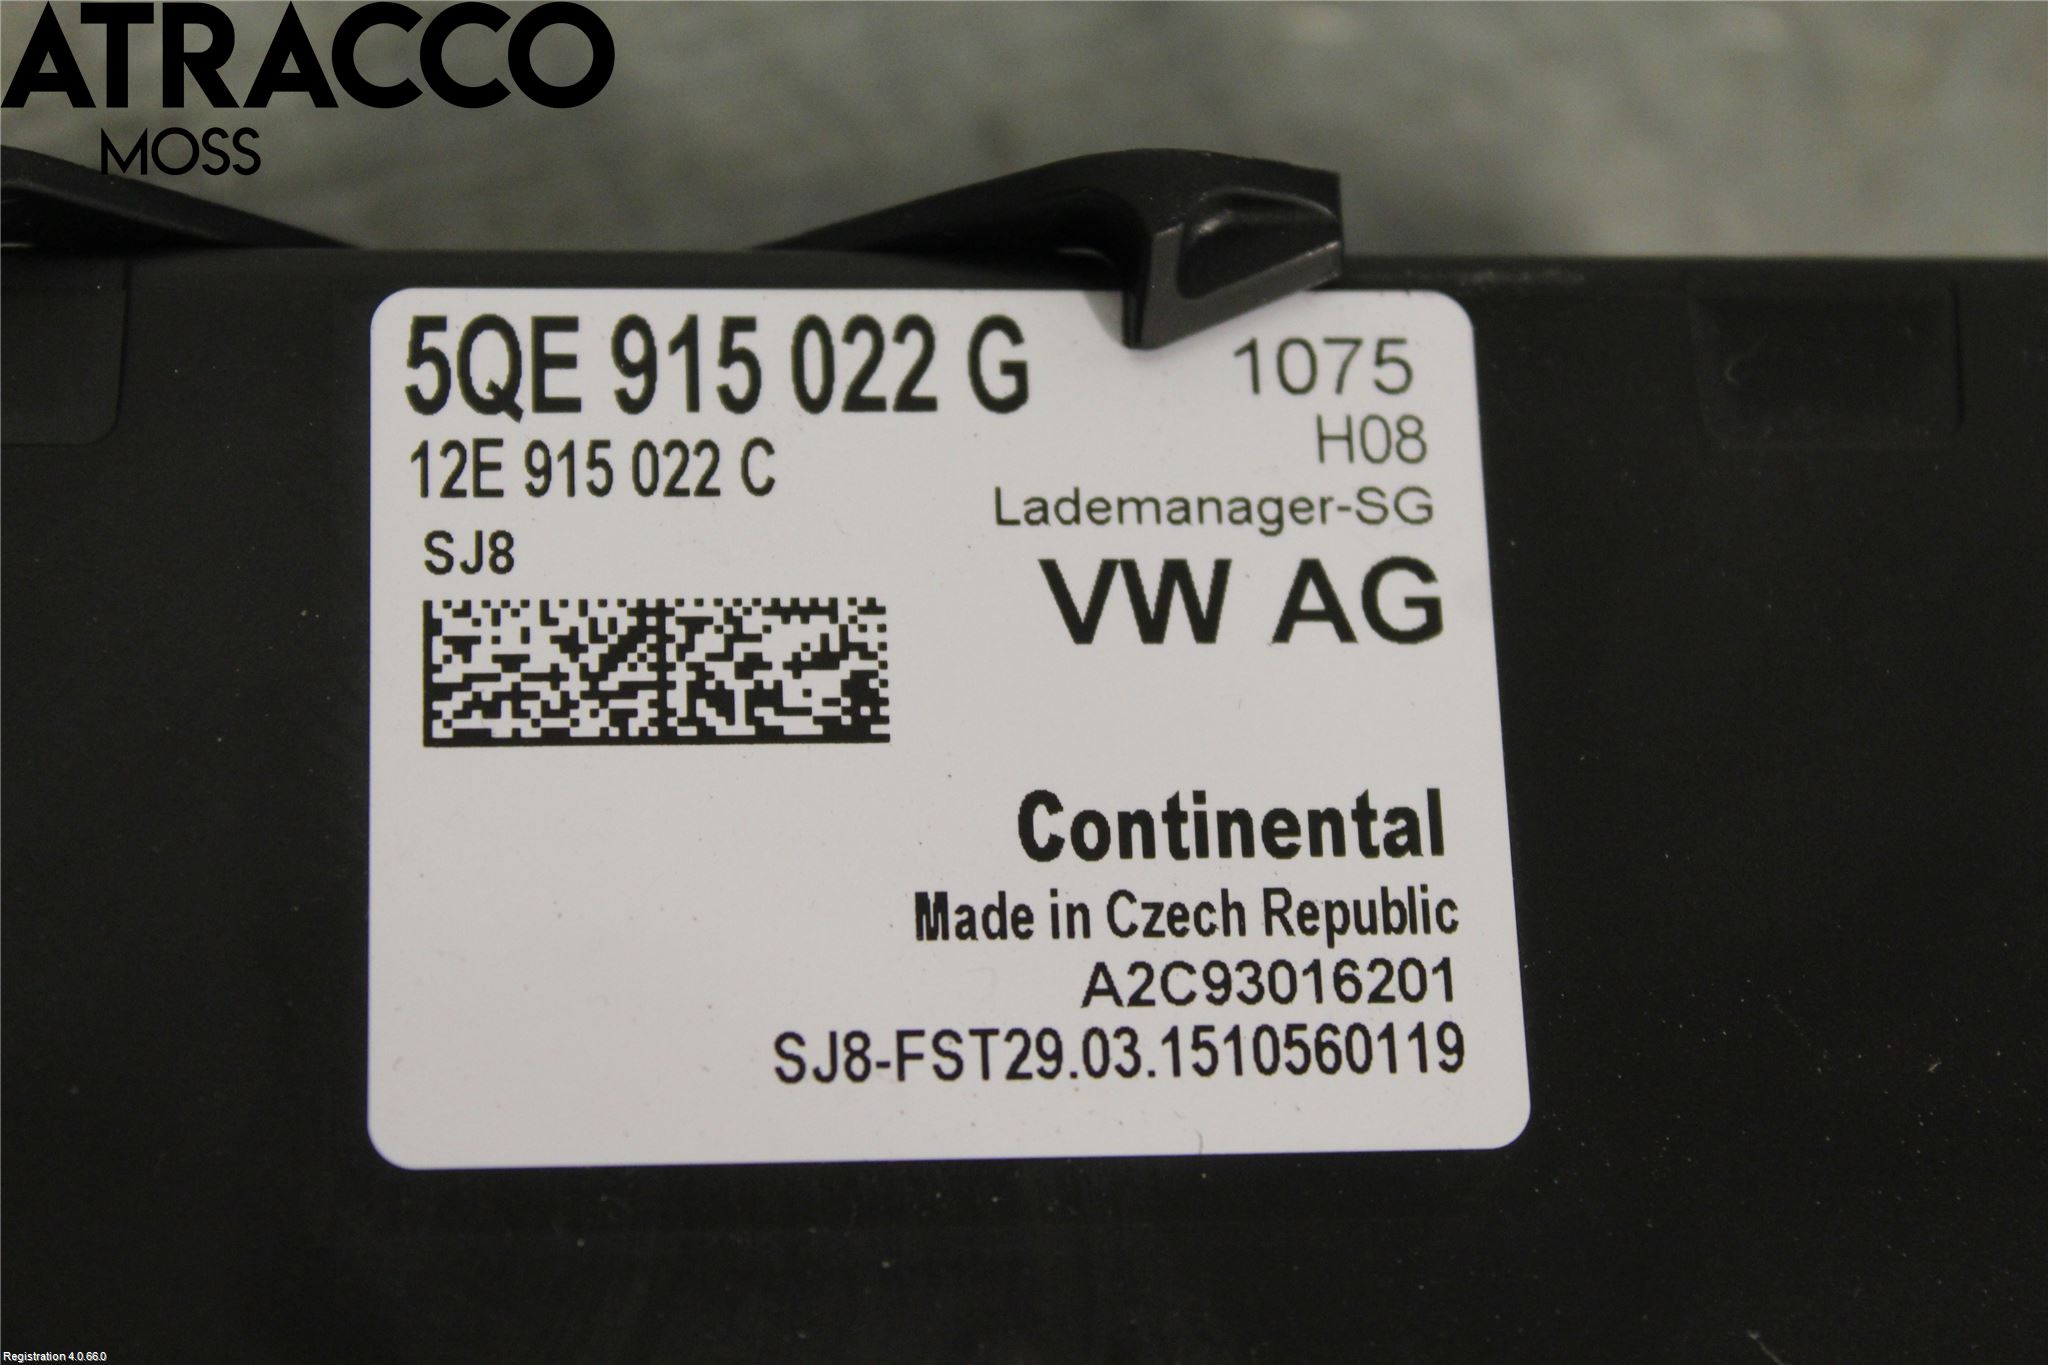 ATRACCO
MOSS
5QE 915 022 G
1075
12E 915 022 C
H08
Lademanager-SG
SJ8
VW AG
Continental
Made in Czech Republic
A2C93016201
SJ8-FST29.03.1510560119
Registration 4.0.66.0